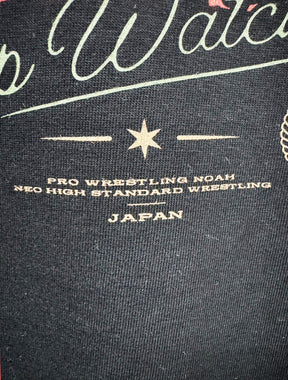 PRO WRESTLING NOAH
NEO HIGH STANDARD WRESTLING
JAPAN